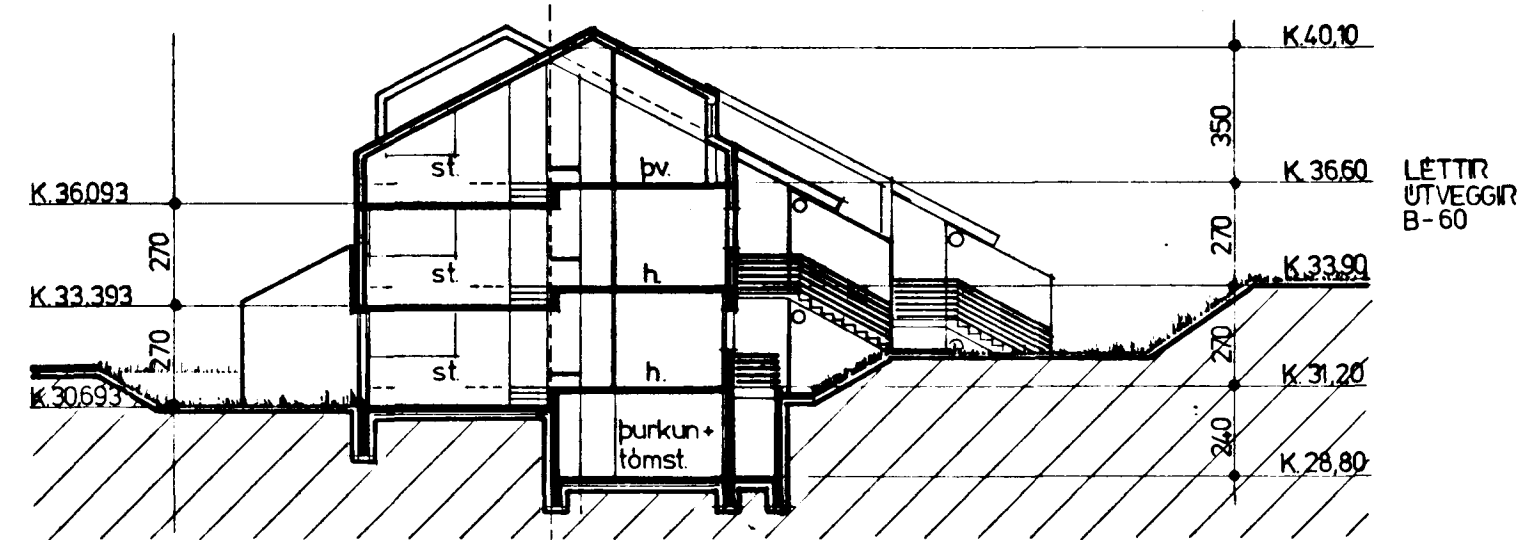 K.40,10
350
st.
þv.
K.36,60
LÉTTIR
ÚTVEGGIR
B-60
K.36,093
270
270
st.
h.
K.33,90
K.33,393
270
270
st.
h.
K.31,20
K.30,693
þurkun+
tómst.
240
K.28,80